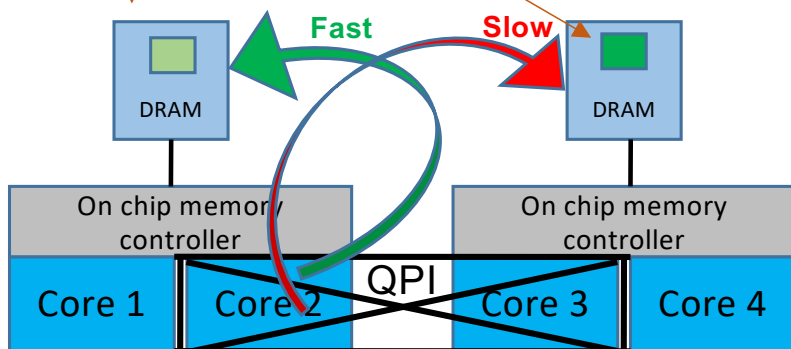 Fast
Slow
DRAM
DRAM
On chip memory
controller
On chip memory
controller
QPI
Core 1
Core 2
Core 3
Core 4